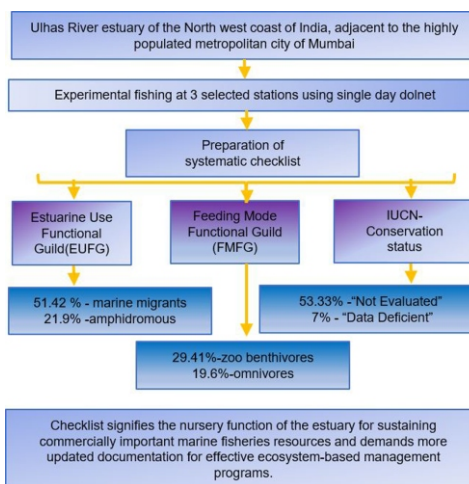 Ulhas River estuary of the North west coast of India, adjacent to the highly
populated metropolitan city of Mumbai
Experimental fishing at 3 selected stations using single day dolnet
Preparation of
systematic checklist
Estuarine Use
Functional
Guild(EUFG)
Feeding Mode
Functional Guild
(FMFG)
IUCN-
Conservation
status
51.42 % - marine migrants
21.9% -amphidromous
53.33% -“Not Evaluated”
7% - “Data Deficient”
29.41%-zoo benthivores
19.6%-omnivores
Checklist signifies the nursery function of the estuary for sustaining
commercially important marine fisheries resources and demands more
updated documentation for effective ecosystem-based management
programs.